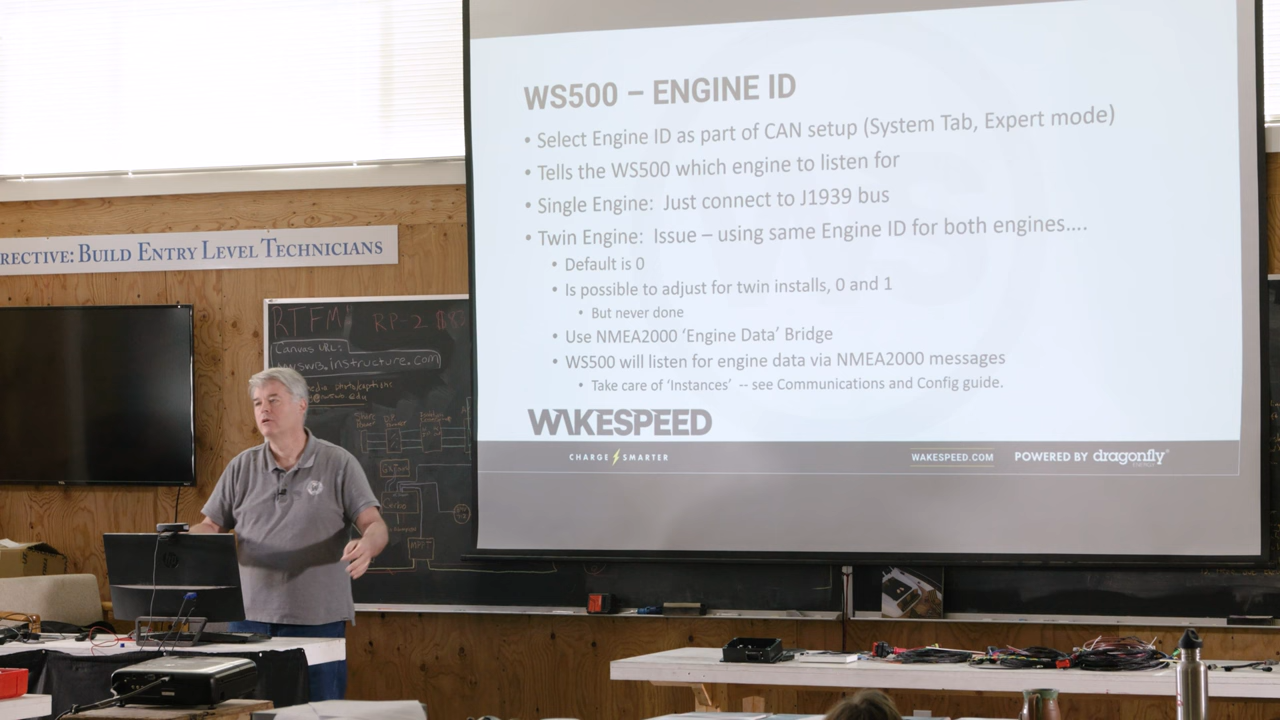 WS500 – ENGINE ID
• Select Engine ID as part of CAN setup (System Tab, Expert mode)
• Tells the WS500 which engine to listen for
• Single Engine: Just connect to J1939 bus
• Twin Engine: Issue – using same Engine ID for both engines....
• Default is 0
• Is possible to adjust for twin installs, 0 and 1
• But never done
• Use NMEA2000 ‘Engine Data’ Bridge
• WS500 will listen for engine data via NMEA2000 messages
• Take care of ‘Instances’ -- see Communications and Config guide.
WAKESPEED
CHARGE SMARTER
WAKESPEED.COM
POWERED BY dragonfly
ENERGY
RECTIVE: BUILD ENTRY LEVEL TECHNICIANS
RTFM RP-2
Canvas URL:
nwswb.instructure.com
MPPT
hp